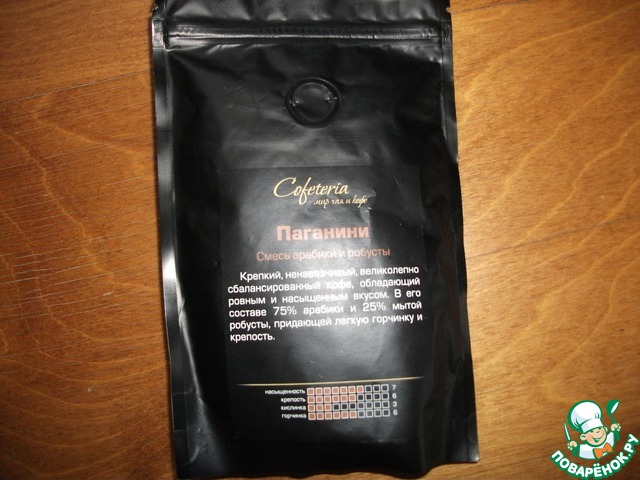 Cofeteria
мир чая и кофе
Паганини
Смесь арабики и робусты
Крепкий, ненавязчивый, великолепно
сбалансированный кофе, обладающий
ровным и насыщенным вкусом. В его
составе 75% арабики и 25% мытой
робусты, придающей легкую горчинку и
крепость.
насыщенность 7
крепость 6
кислинка 3
горчинка 6
ПОВАРЁНОК.РУ